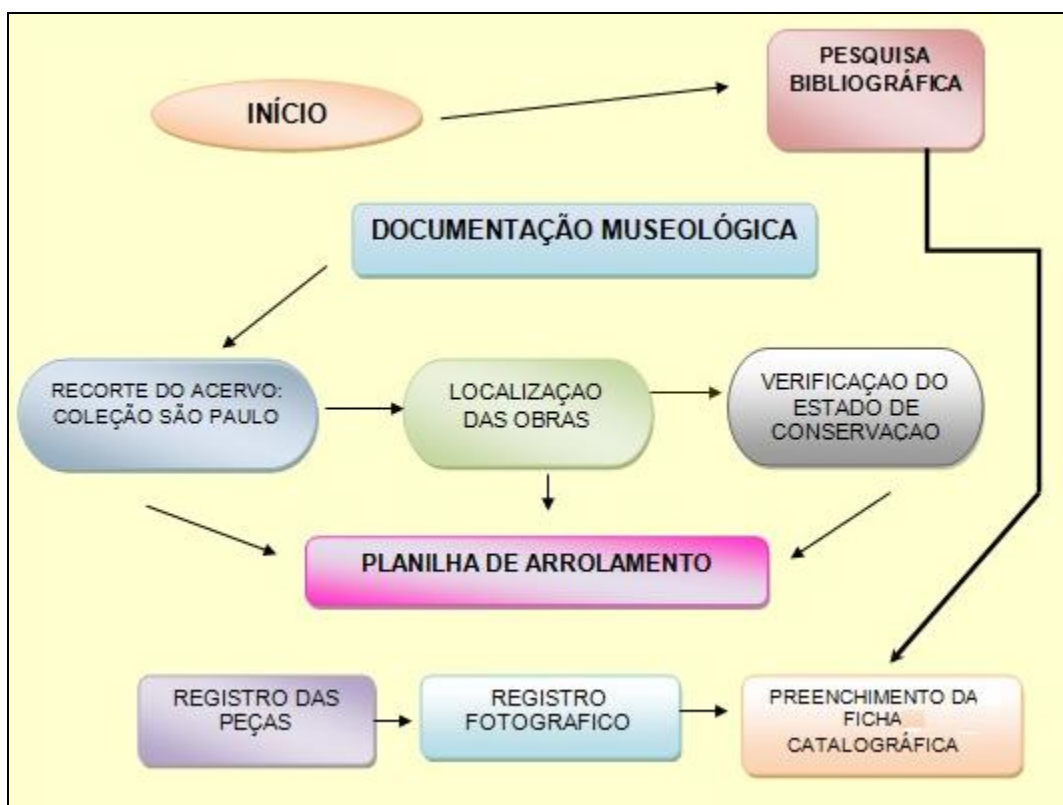 INÍCIO
PESQUISA
BIBLIOGRÁFICA
DOCUMENTAÇÃO MUSEOLÓGICA
RECORTE DO ACERVO:
COLEÇÃO SÃO PAULO
LOCALIZAÇAO
DAS OBRAS
VERIFICAÇAO DO
ESTADO DE
CONSERVAÇAO
PLANILHA DE ARROLAMENTO
REGISTRO DAS
PEÇAS
REGISTRO
FOTOGRAFICO
PREENCHIMENTO DA
FICHA
CATALOGRÁFICA